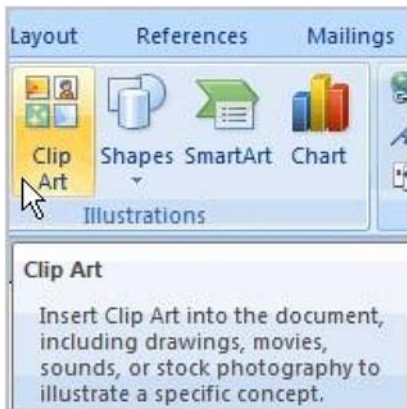 Layout References Mailings
Clip Art Shapes SmartArt Chart
Illustrations
Clip Art
Insert Clip Art into the document,
including drawings, movies,
sounds, or stock photography to
illustrate a specific concept.